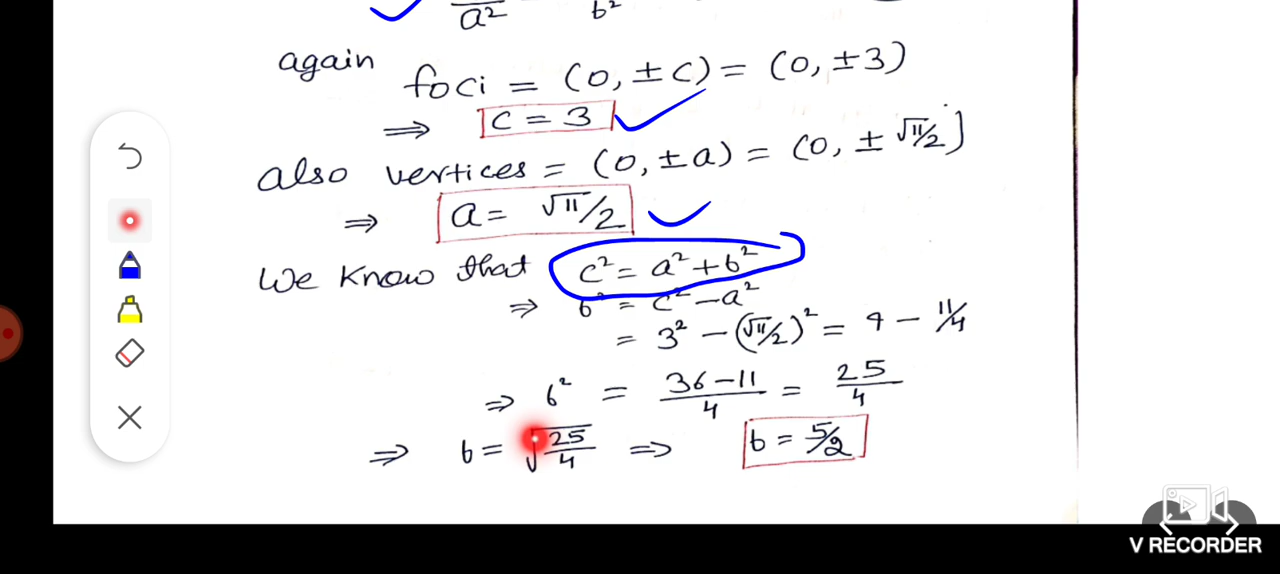 a² b²
again foci = (0, ±c) = (0, ±3)
⇒ c = 3
also vertices = (0, ±a) = (0, ± √11/2)
⇒ a = √11/2
We know that c² = a² + b²
⇒ b² = c² − a²
= 3² − (√11/2)² = 9 − 11/4
⇒ b² = 36−11/4 = 25/4
⇒ b = √25/4 ⇒ b = 5/2
V RECORDER